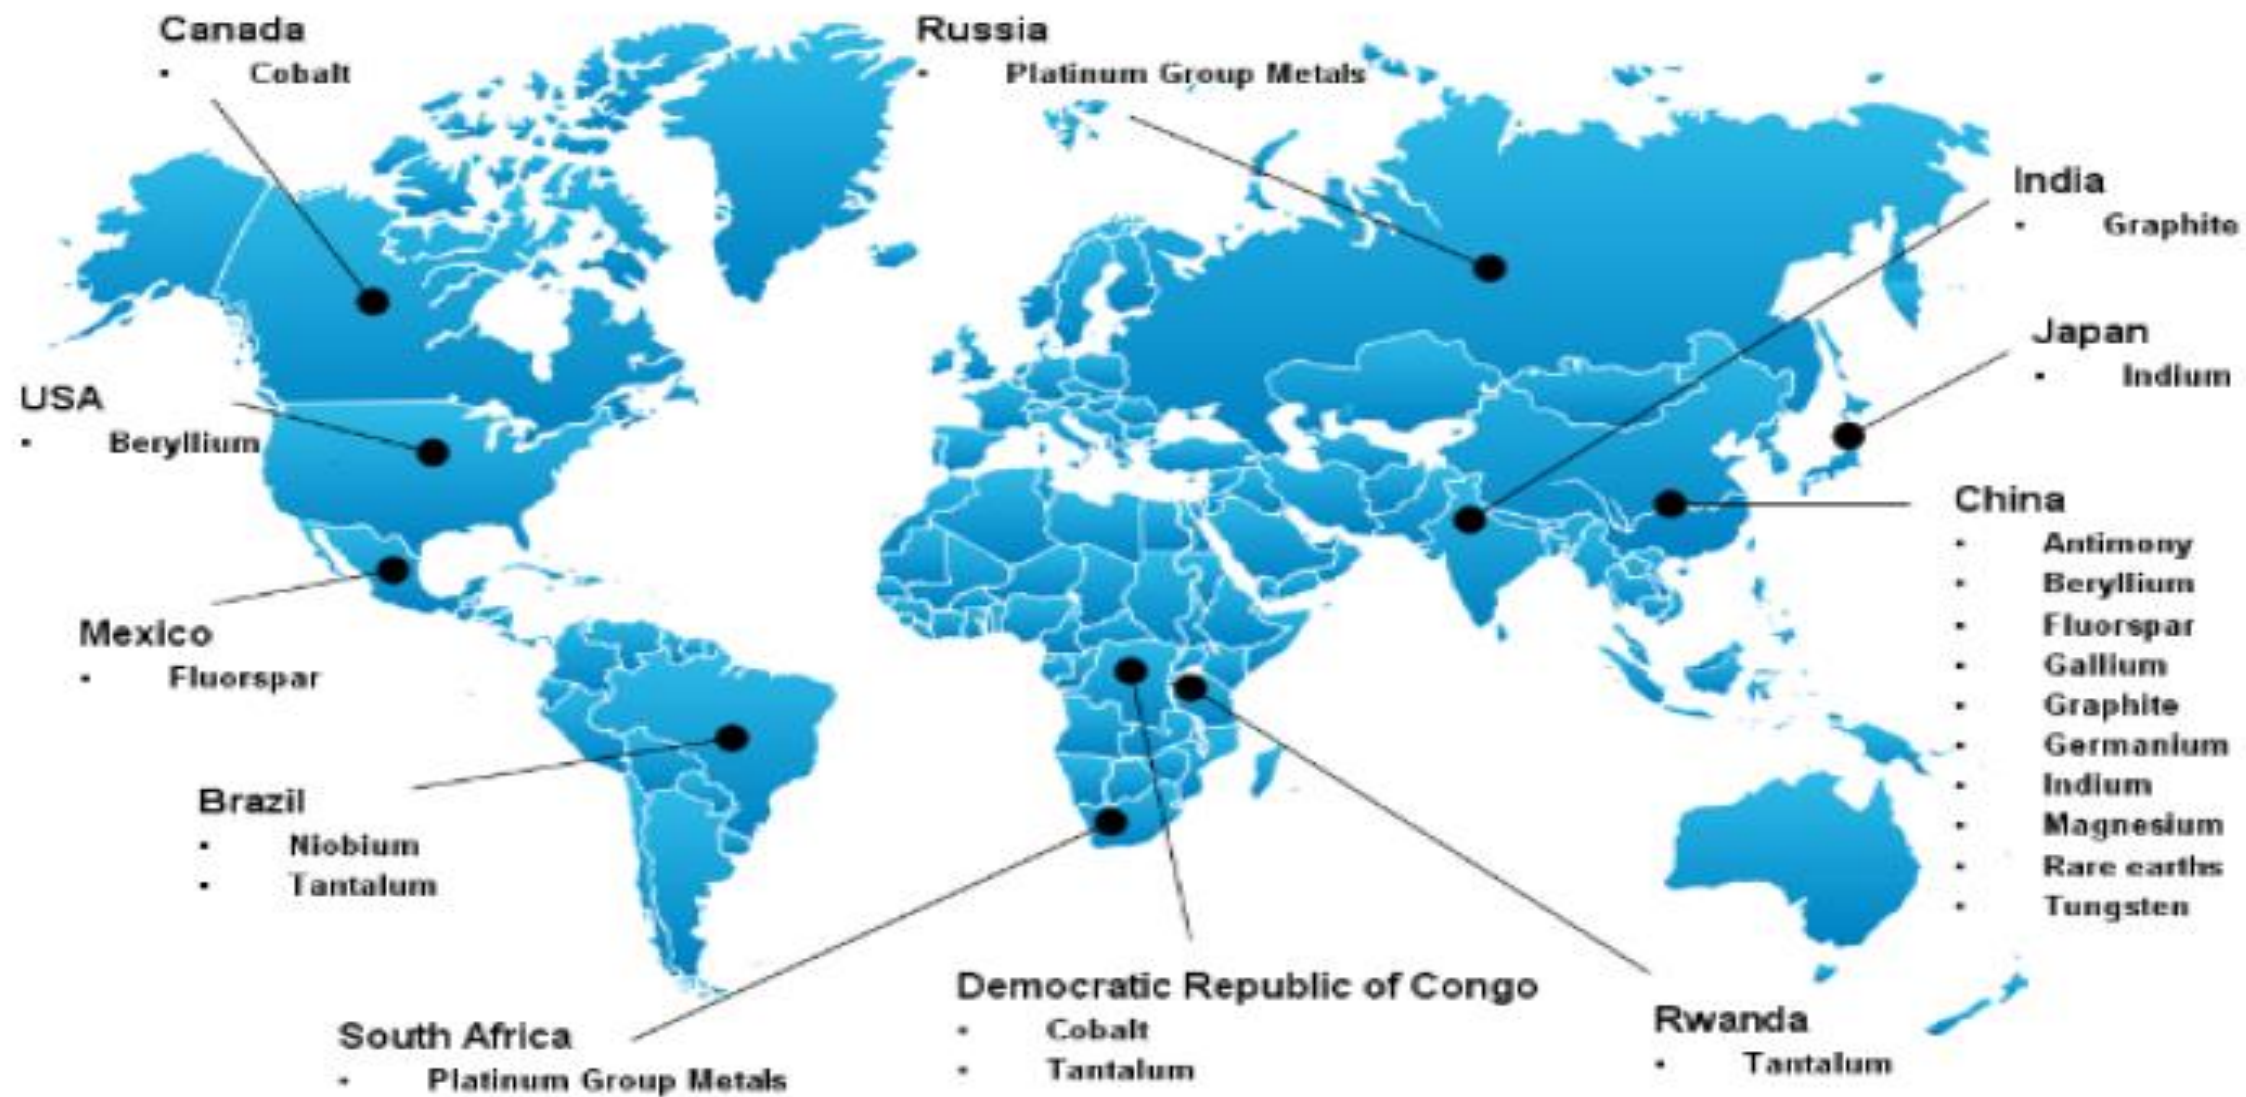 Canada
• Cobalt
Russia
• Platinum Group Metals
India
• Graphite
Japan
• Indium
USA
• Beryllium
China
• Antimony
• Beryllium
• Fluorspar
• Gallium
• Graphite
• Germanium
• Indium
• Magnesium
• Rare earths
• Tungsten
Mexico
• Fluorspar
Brazil
• Niobium
• Tantalum
South Africa
• Platinum Group Metals
Democratic Republic of Congo
• Cobalt
• Tantalum
Rwanda
• Tantalum